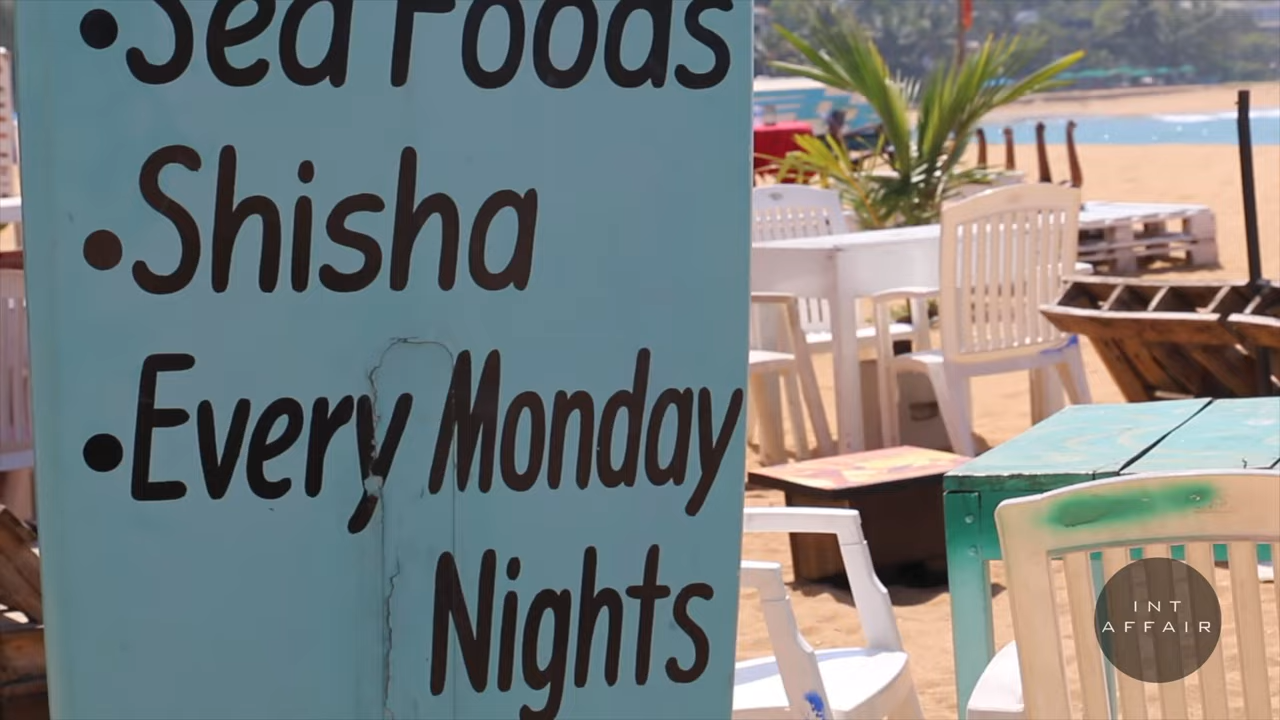 •Sea Foods
•Shisha
•Every Monday
Nights
INT
AFFAIR